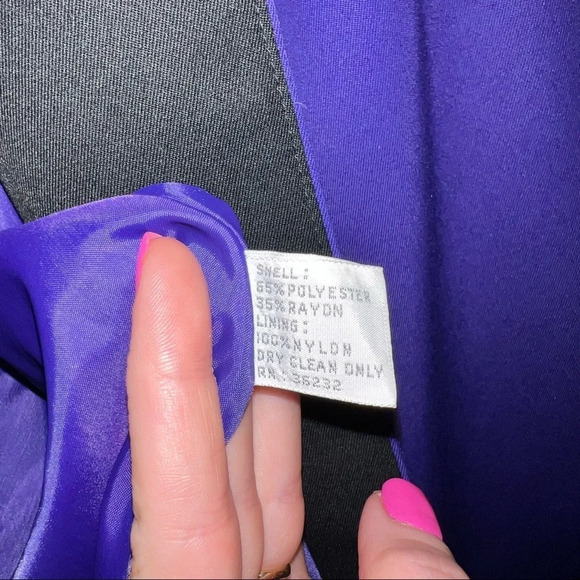 SHELL:
65% POLYESTER
35% RAYON
LINING:
100% NYLON
DRY CLEAN ONLY
RN: 36232